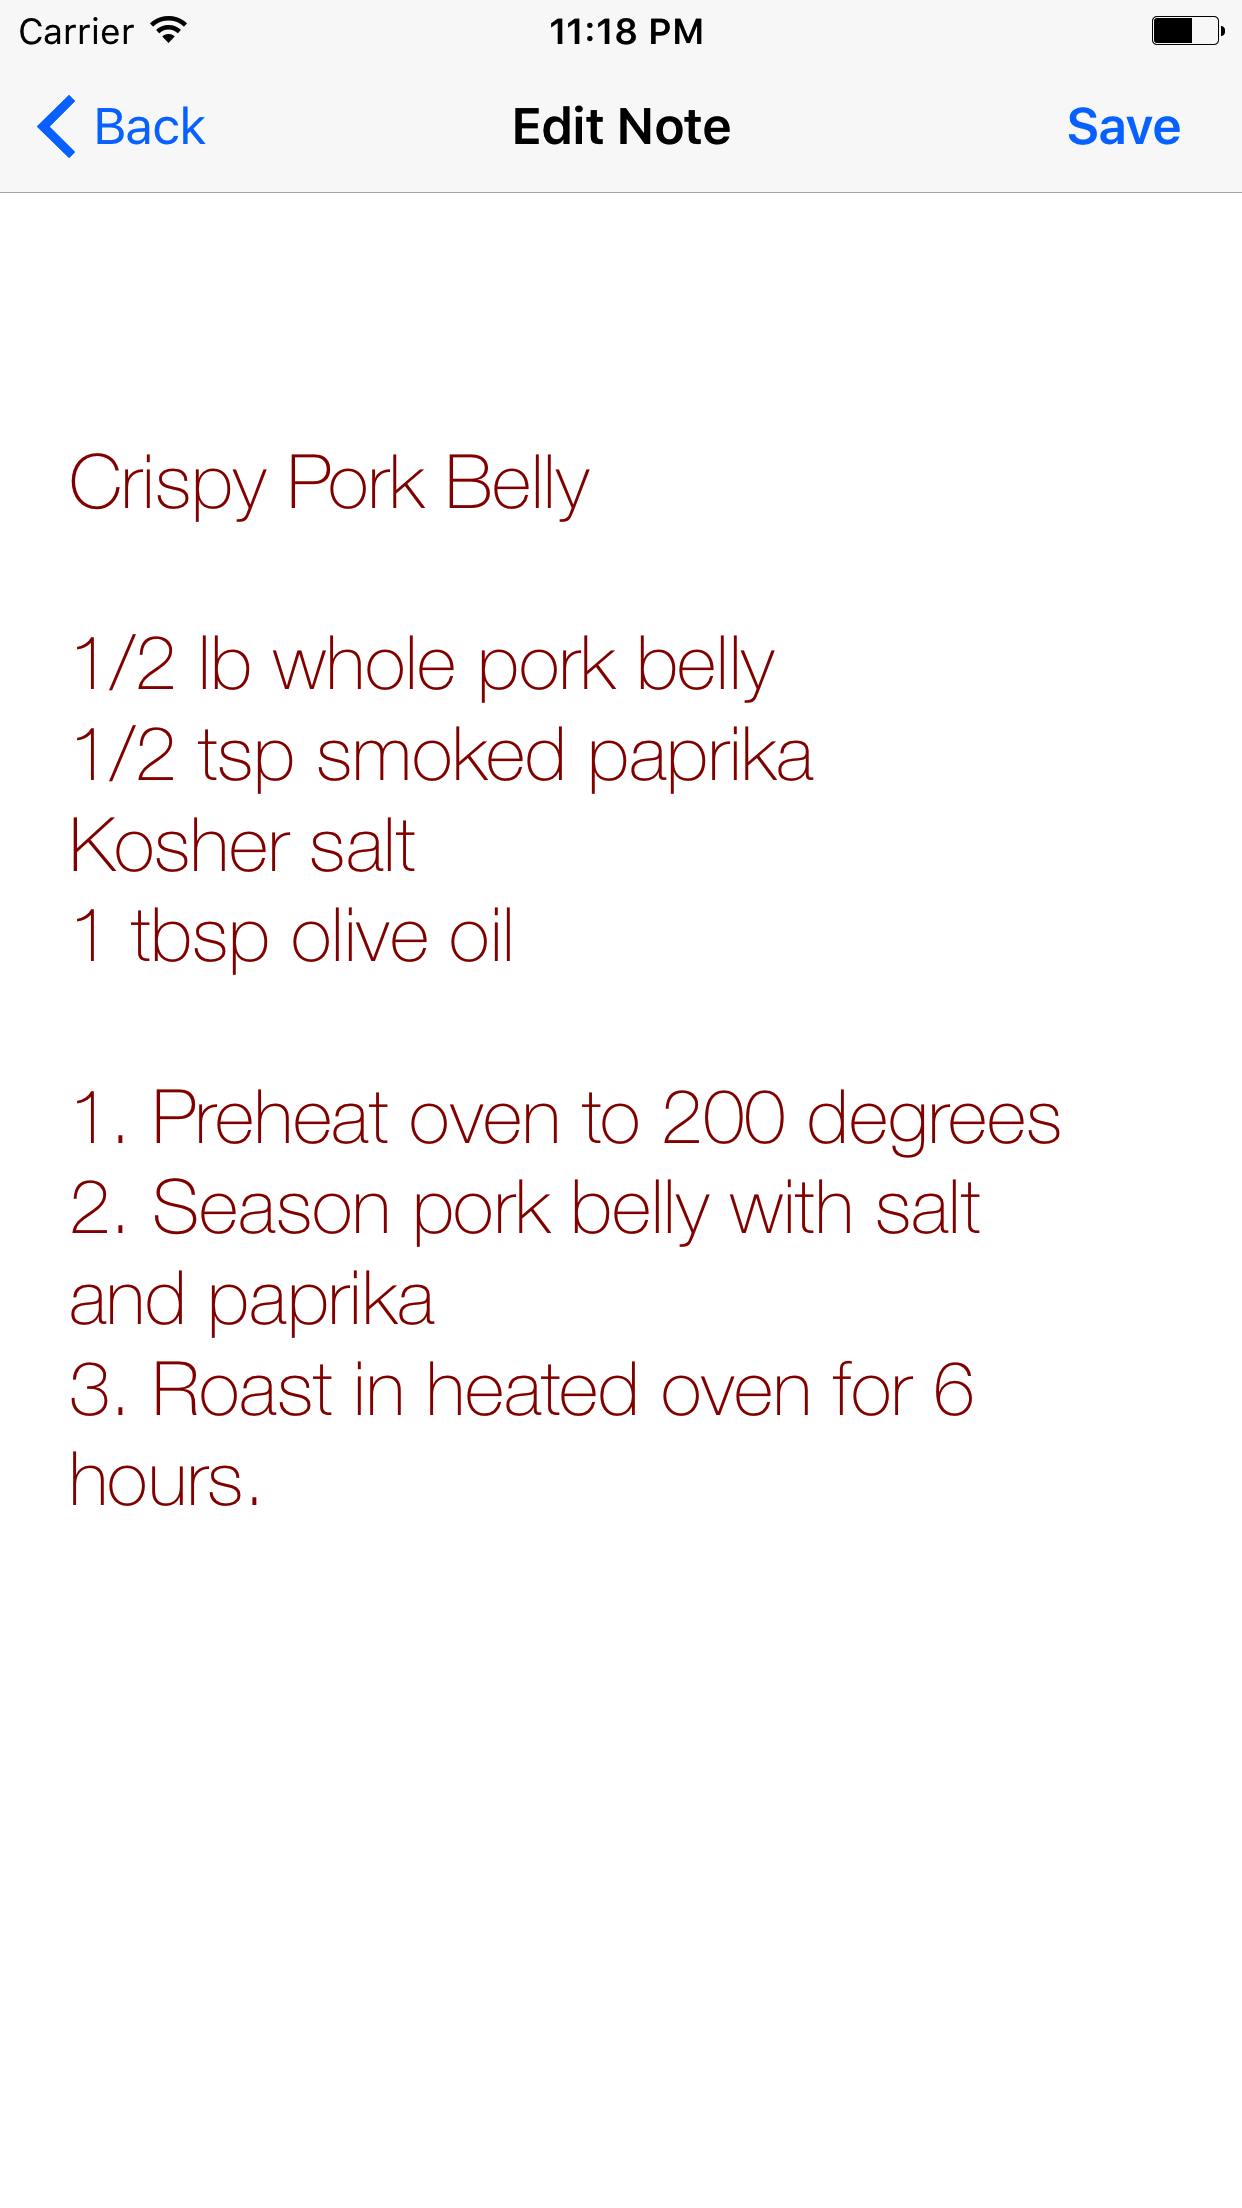 Carrier 11:18 PM
Back Edit Note Save
Crispy Pork Belly
1/2 lb whole pork belly
1/2 tsp smoked paprika
Kosher salt
1 tbsp olive oil
1. Preheat oven to 200 degrees
2. Season pork belly with salt
and paprika
3. Roast in heated oven for 6
hours.